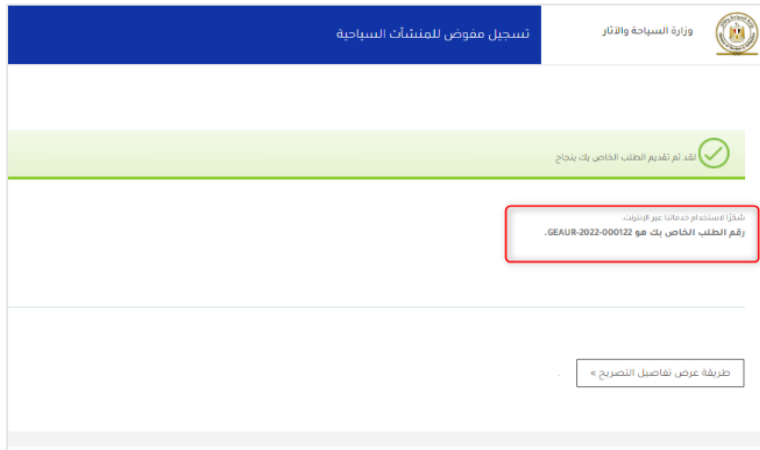 وزارة السياحة والآثار
تسجيل مفوض للمنشآت السياحية
لقد تم تقديم الطلب الخاص بك بنجاح
شكرًا لاستخدام خدماتنا عبر الإنترنت.
رقم الطلب الخاص بك هو GEAUR-2022-000122.
طريقة عرض تفاصيل التصريح »